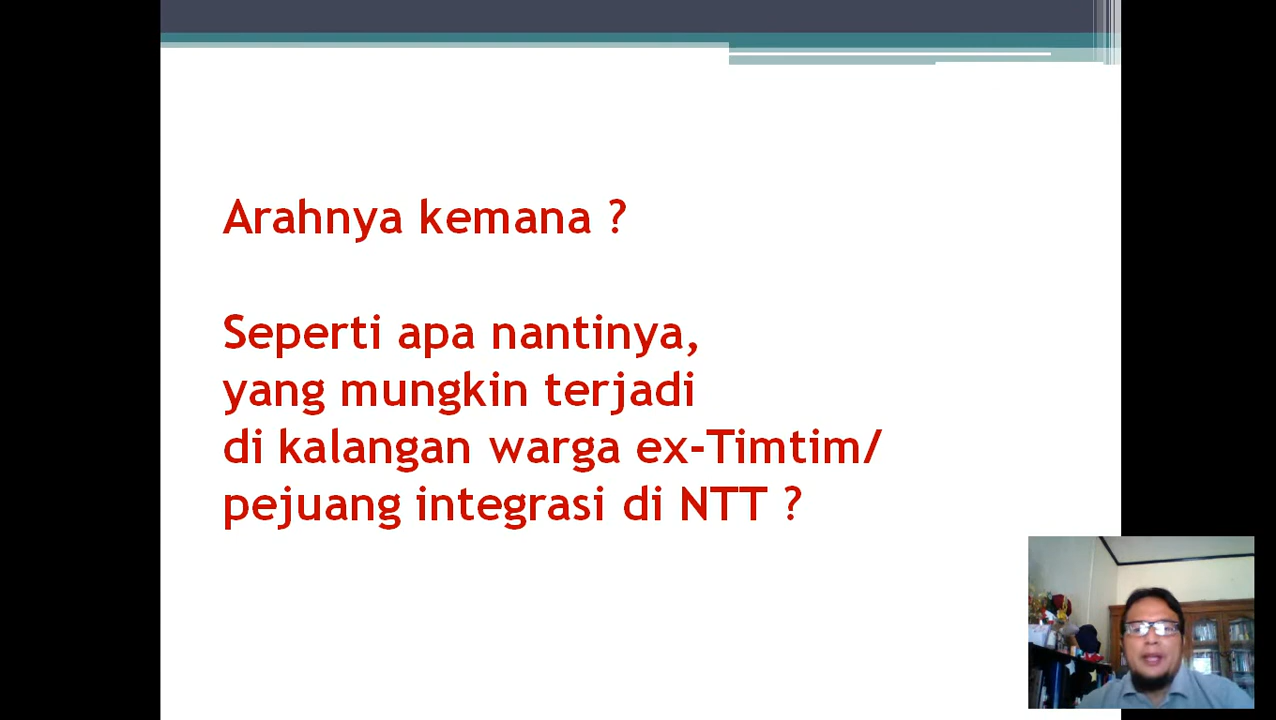 Arahnya kemana ?
Seperti apa nantinya,
yang mungkin terjadi
di kalangan warga ex-Timtim/
pejuang integrasi di NTT ?